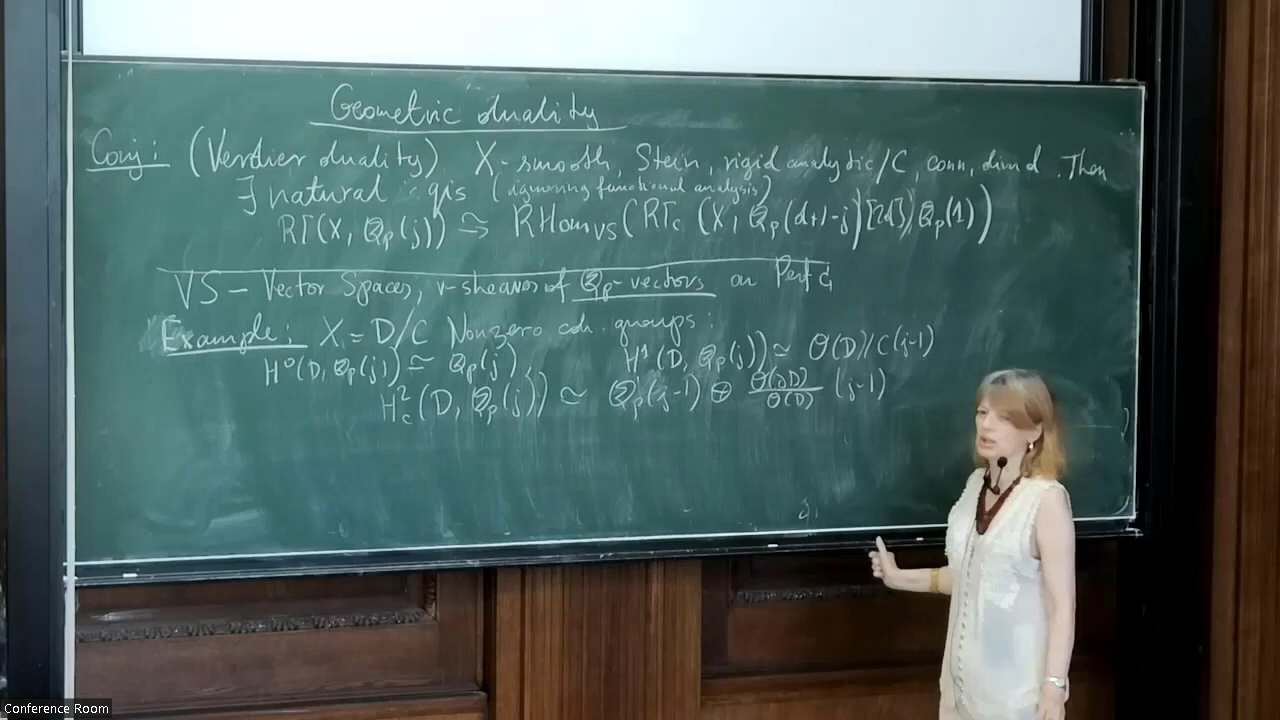 Geometric duality
Conj: (Verdier duality) X - smooth, Stein, rigid analytic/C, conn, dim d. Then
∃ natural qis (ignoring functional analysis)
RΓ(X, ℚp(j)) ≃ RHom_VS(RΓ_c(X, ℚp(d+1-j)[2d]), ℚp(1))
VS - Vector Spaces, v-sheaves of ℚp-vectors on Perf_C
Example: X = D/C Nonzero coh. groups:
H⁰(D, ℚp(j)) ≃ ℚp(j), H¹(D, ℚp(j)) ≃ O(D)/C(j-1)
H²_c(D, ℚp(j)) ≃ ℚp(j-1) ⊕ O(∂D)/O(D) (j-1)
Conference Room